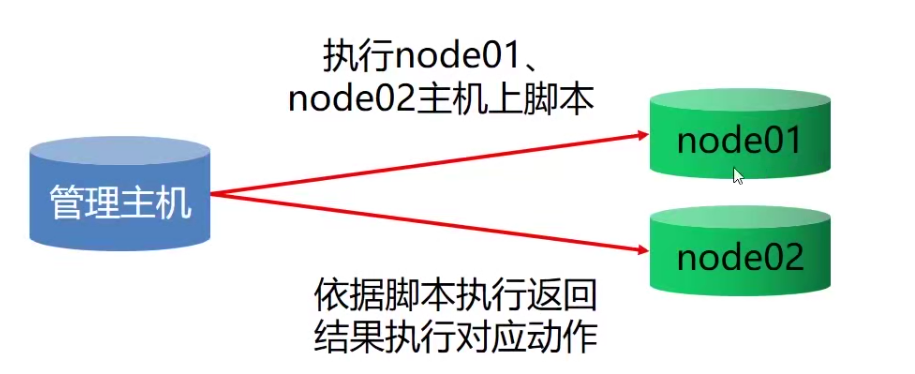 执行node01、
node02主机上脚本
管理主机
node01
node02
依据脚本执行返回
结果执行对应动作